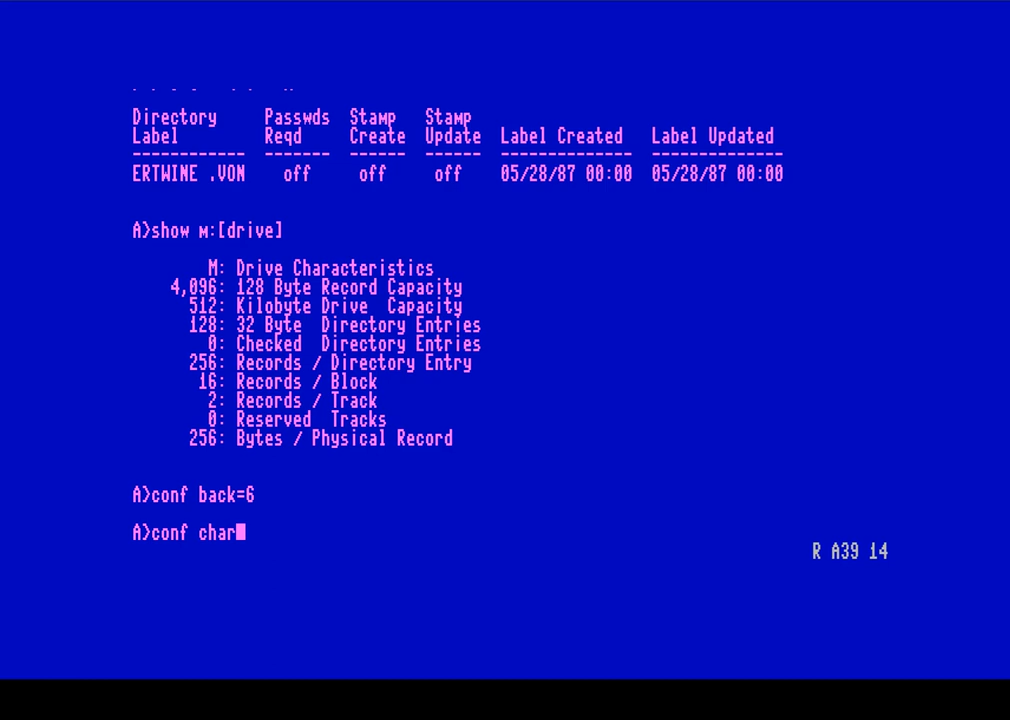 Directory     Passwds  Stamp   Stamp
Label         Reqd     Create  Update  Label Created   Label Updated
------------  -------  ------  ------  --------------  --------------
ERTWINE .VON    off     off     off    05/28/87 00:00  05/28/87 00:00
A}show m:[drive]
        M: Drive Characteristics
    4,096: 128 Byte Record Capacity
      512: Kilobyte Drive  Capacity
      128: 32 Byte  Directory Entries
        0: Checked  Directory Entries
      256: Records / Directory Entry
       16: Records / Block
        2: Records / Track
        0: Reserved  Tracks
      256: Bytes / Physical Record
A}conf back=6
A}conf char
R A39 14